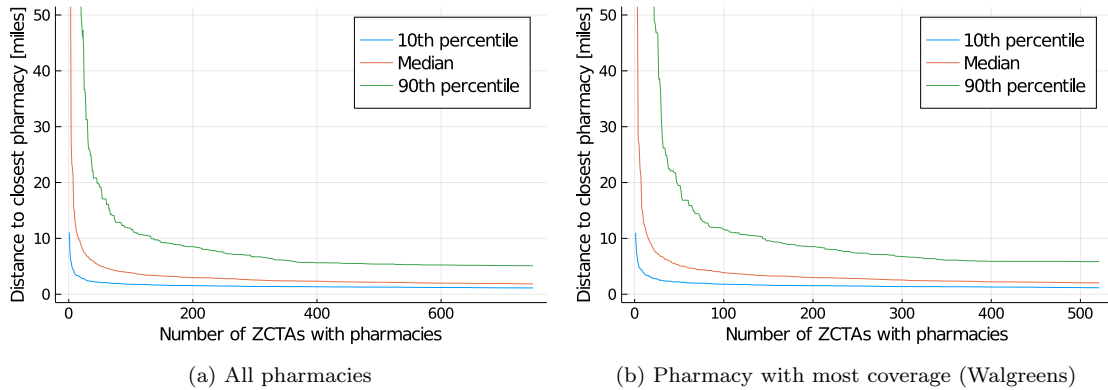 Distance to closest pharmacy [miles]
50
40
30
20
10
0
10th percentile
Median
90th percentile
0
200
400
600
Number of ZCTAs with pharmacies
(a) All pharmacies
Distance to closest pharmacy [miles]
50
40
30
20
10
0
10th percentile
Median
90th percentile
0
100
200
300
400
500
Number of ZCTAs with pharmacies
(b) Pharmacy with most coverage (Walgreens)